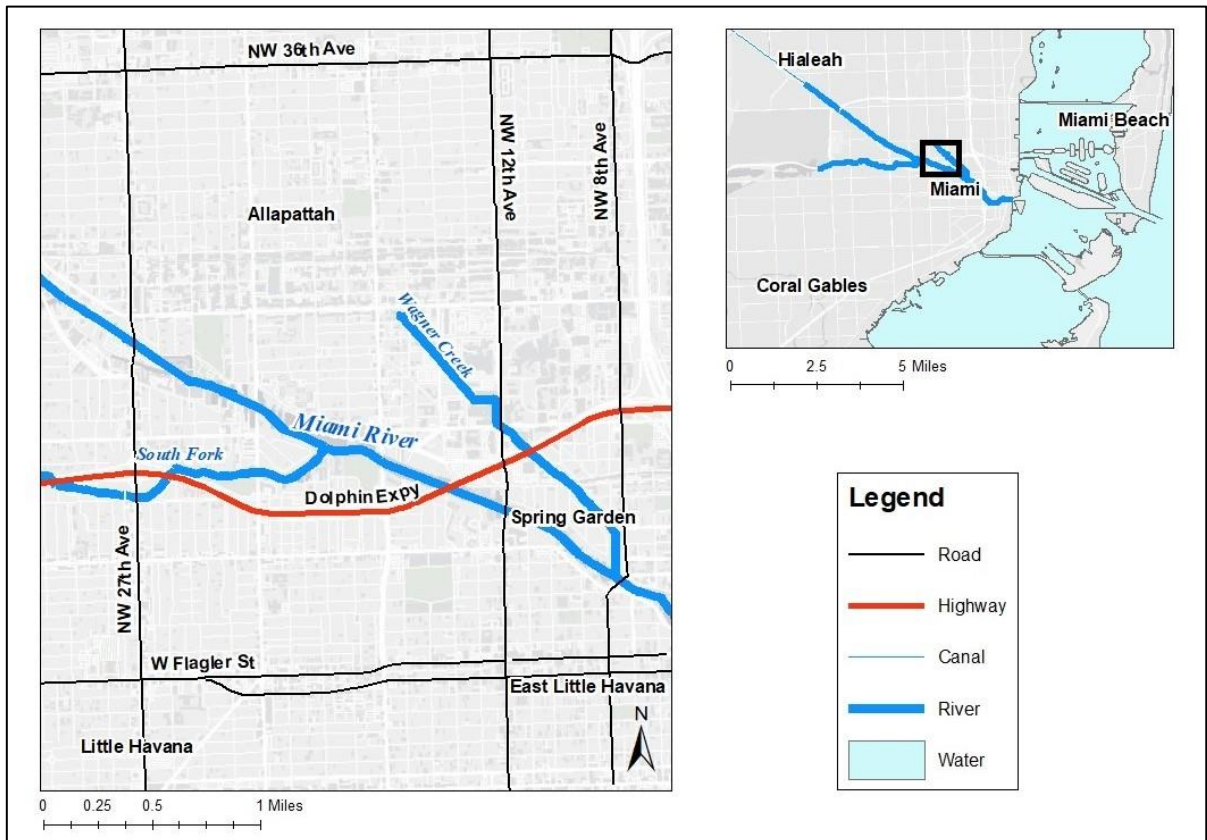 NW 36th Ave
NW 12th Ave
NW 8th Ave
Allapattah
Wagner Creek
Miami River
South Fork
Dolphin Expy
Spring Garden
NW 27th Ave
W Flagler St
East Little Havana
Little Havana
N
0 0.25 0.5 1 Miles
Hialeah
Miami Beach
Miami
Coral Gables
0 2.5 5 Miles
Legend
Road
Highway
Canal
River
Water